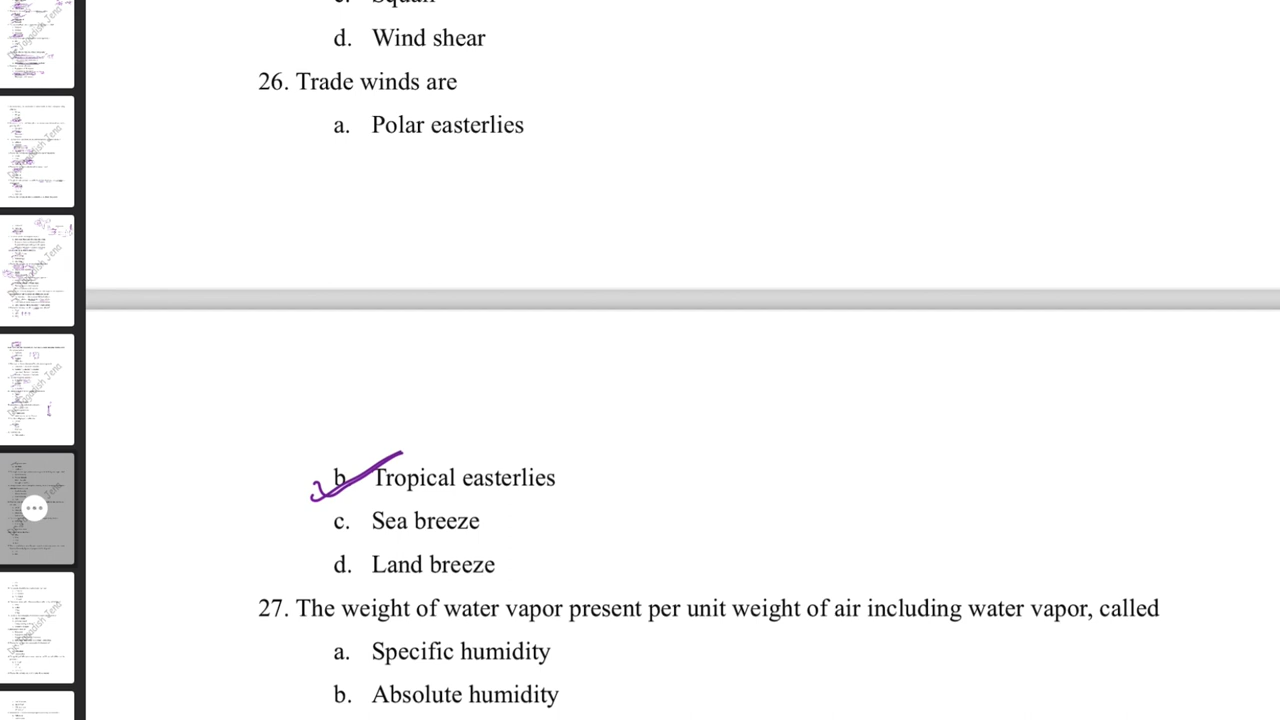 d. Wind shear
26. Trade winds are
a. Polar easterlies
b. Tropical easterlies
c. Sea breeze
d. Land breeze
27. The weight of water vapor present per unit weight of air including water vapor, called
a. Specific humidity
b. Absolute humidity